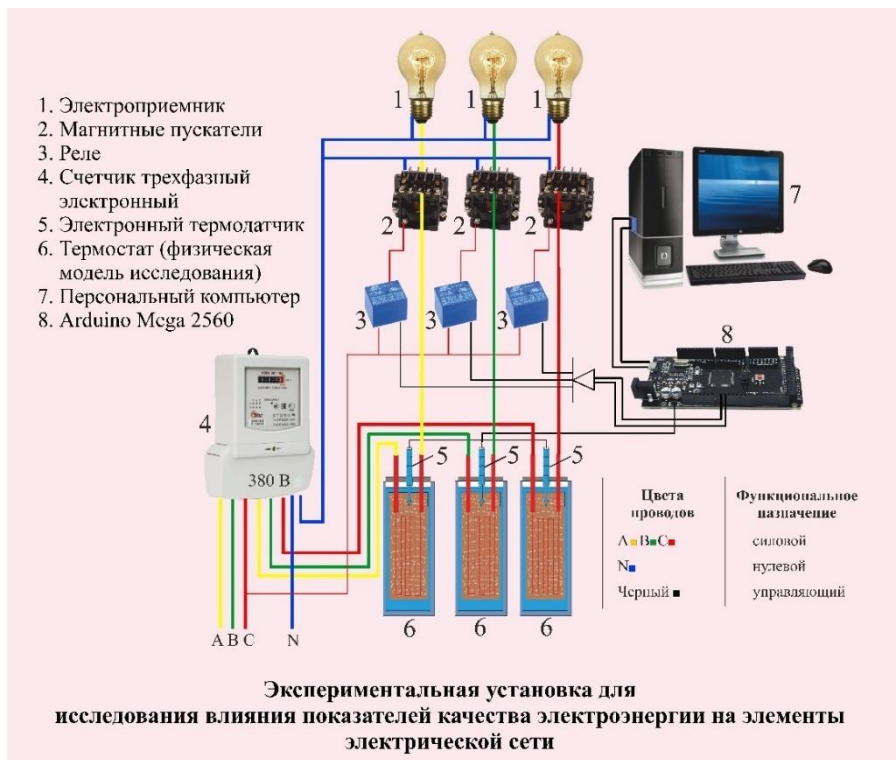 1. Электроприемник
2. Магнитные пускатели
3. Реле
4. Счетчик трехфазный
электронный
5. Электронный термодатчик
6. Термостат (физическая
модель исследования)
7. Персональный компьютер
8. Arduino Mega 2560
1
1
1
2
2
2
7
3
3
3
8
4
380 В
5
5
5
Цвета
проводов
Функциональное
назначение
A B C
силовой
N
нулевой
Черный
управляющий
6
6
6
A B C N
Экспериментальная установка для
исследования влияния показателей качества электроэнергии на элементы
электрической сети